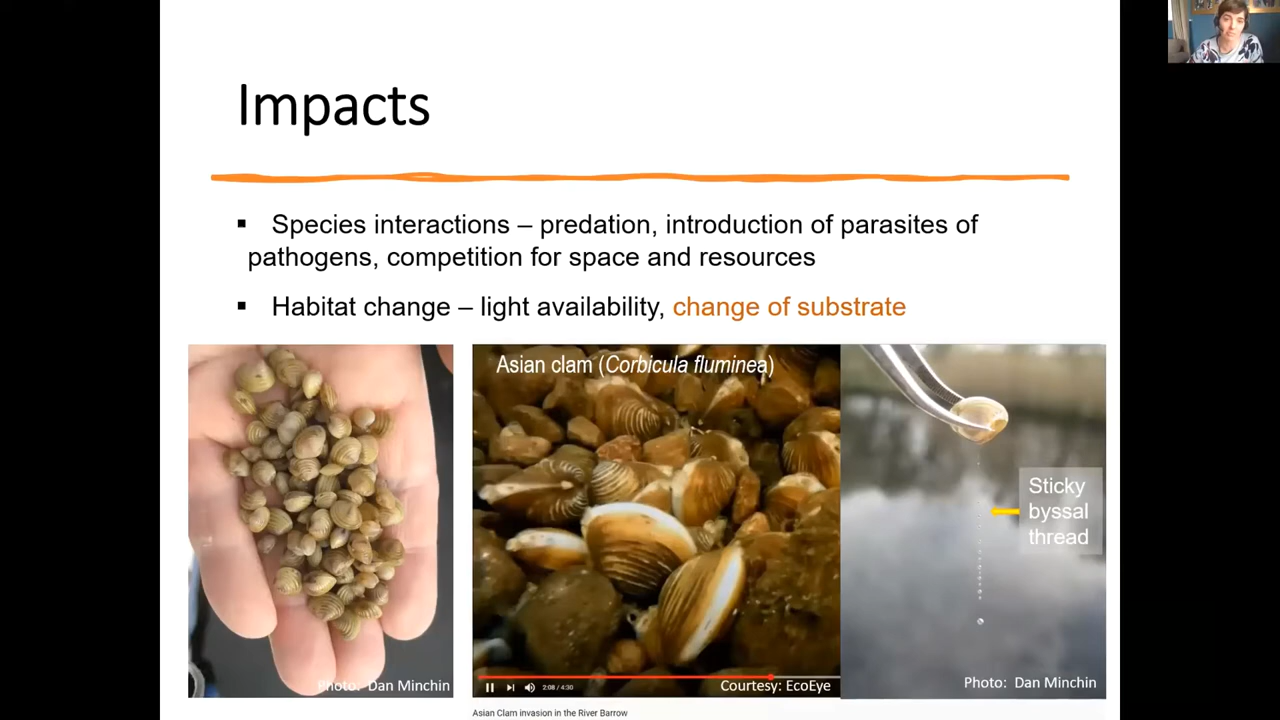 Impacts
▪ Species interactions – predation, introduction of parasites of
pathogens, competition for space and resources
▪ Habitat change – light availability, change of substrate
Asian clam (Corbicula fluminea)
Sticky
byssal
thread
Photo: Dan Minchin
2:08 / 4:30
Courtesy: EcoEye
Photo: Dan Minchin
Asian Clam invasion in the River Barrow